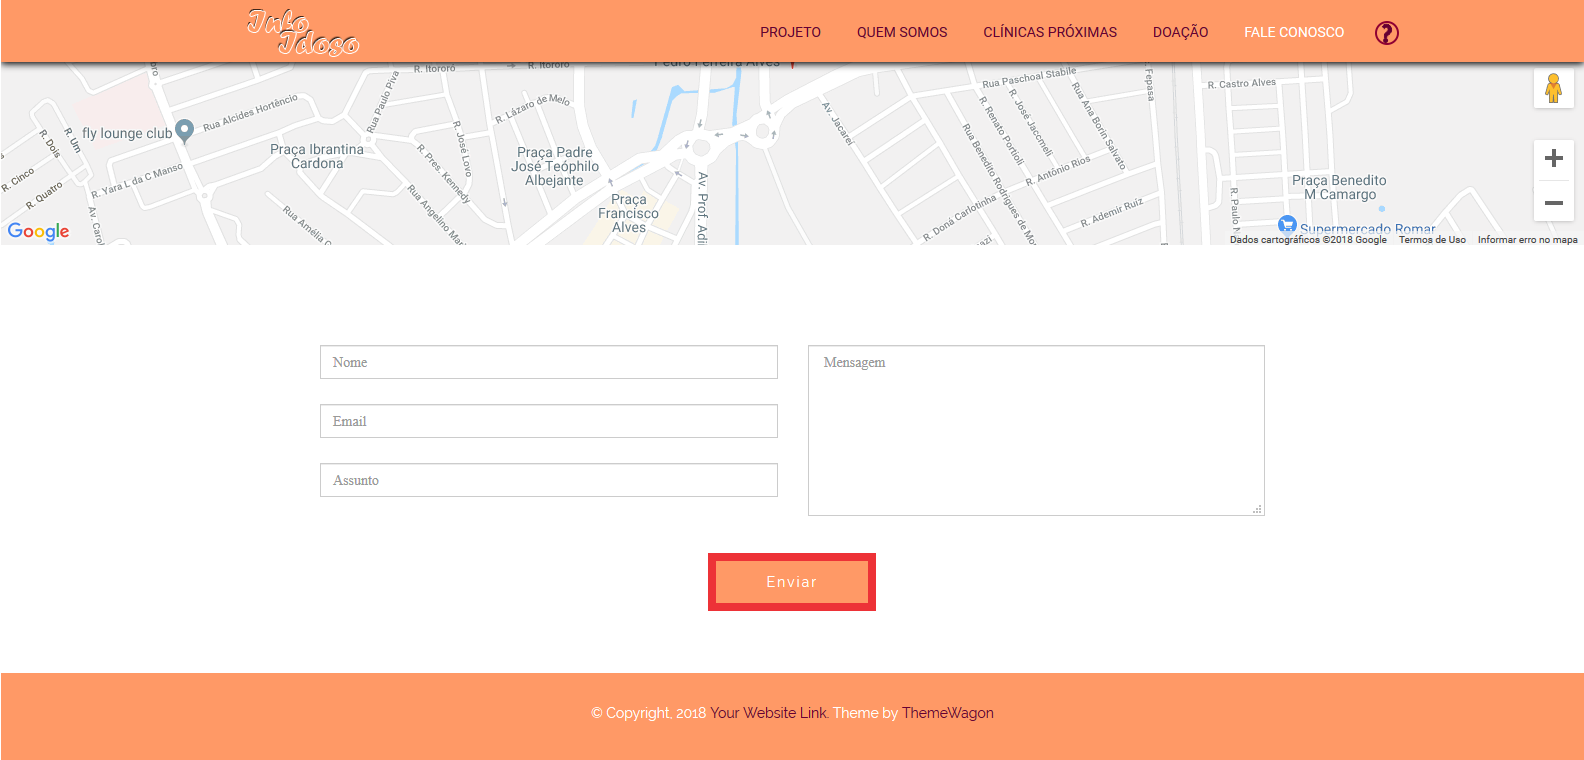 Info
Idoso
PROJETO
QUEM SOMOS
CLÍNICAS PRÓXIMAS
DOAÇÃO
FALE CONOSCO
?
Pedro Ferreira Alves
R. Itororó
R. Itororó
Rua Paulo Piva
R. Lázaro de Melo
Rua Alcides Hortêncio
fly lounge club
R. Um
R. Dois
R. Cinco
R. Quatro
R. Yara L da C Manso
Praça Ibrantina
Cardona
R. José Lovo
R. Pres. Kennedy
Praça Padre
José Teóphilo
Albejante
Praça
Francisco
Alves
Rua Angelino
Rua Amélia
Av.
Av. Prof.
Av. Jacareí
Rua Paschoal Stabile
R. Renato Portioli
R. José Jaccmeli
Rua Ana Borin Salvato
Rua Benedito Rodrigues de
R. Antônio Rios
R. Doná Carlotinha
R. Ademir Ruiz
Fepasa
R. Castro Alves
R. Paulo
Praça Benedito
M Camargo
Supermercado Romar
Google
Dados cartográficos ©2018 Google
Termos de Uso
Informar erro no mapa
Nome
Mensagem
Email
Assunto
Enviar
© Copyright, 2018 Your Website Link. Theme by ThemeWagon